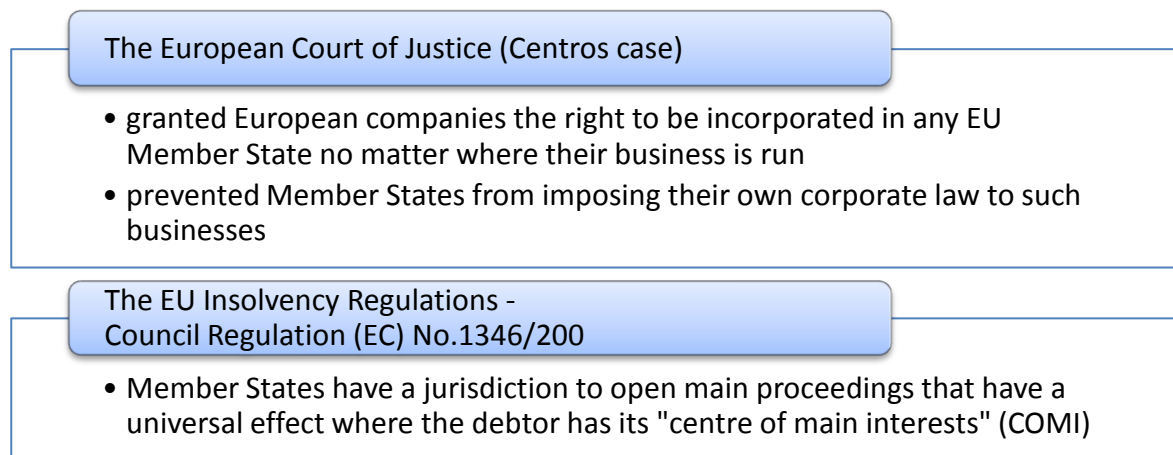 The European Court of Justice (Centros case)
• granted European companies the right to be incorporated in any EU
Member State no matter where their business is run
• prevented Member States from imposing their own corporate law to such
businesses
The EU Insolvency Regulations -
Council Regulation (EC) No.1346/200
• Member States have a jurisdiction to open main proceedings that have a
universal effect where the debtor has its "centre of main interests" (COMI)